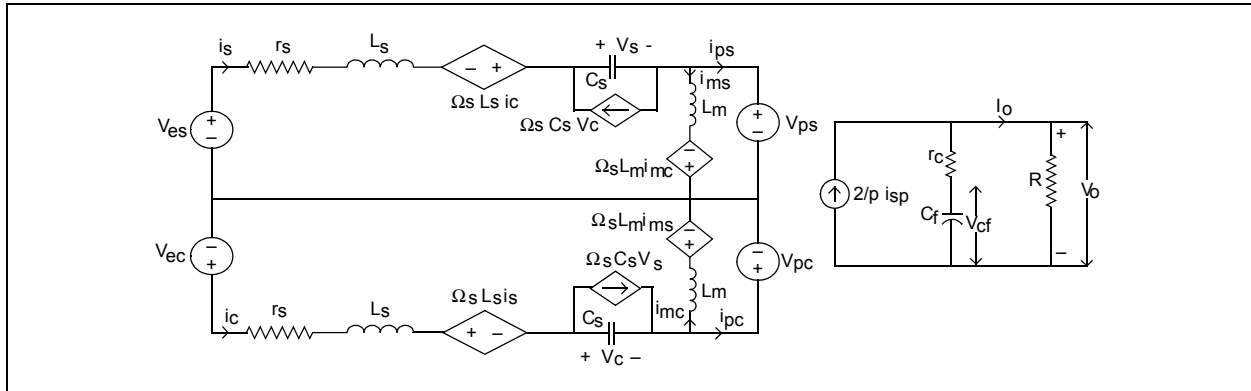 is rs Ls − + Ωs Ls ic + Vs - Cs Ωs Cs Vc ips ims Lm
Ves + − − + ΩsLmimc + − Vps
Io
2/p isp rc Cf Vcf R + − Vo
Vec − + − + ΩsLmims − + Vpc
ic rs Ls ΩsLsis + − ΩsCsVs Cs + Vc – imc Lm ipc